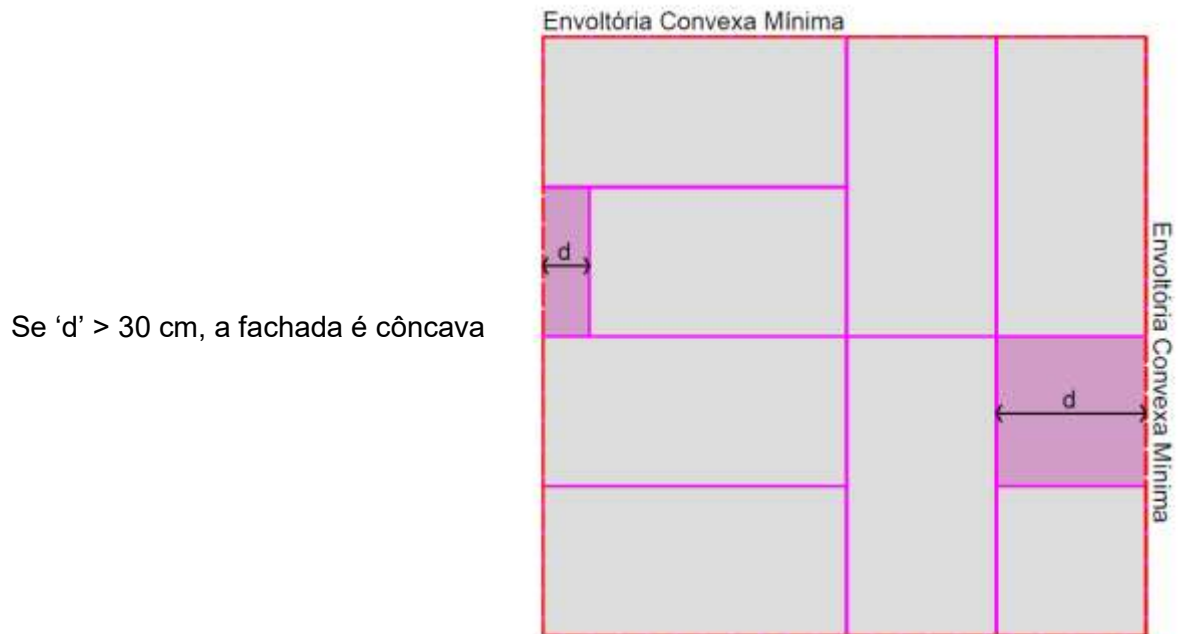 Envoltória Convexa Mínima
d
Se ‘d’ > 30 cm, a fachada é côncava
d
Envoltória Convexa Mínima